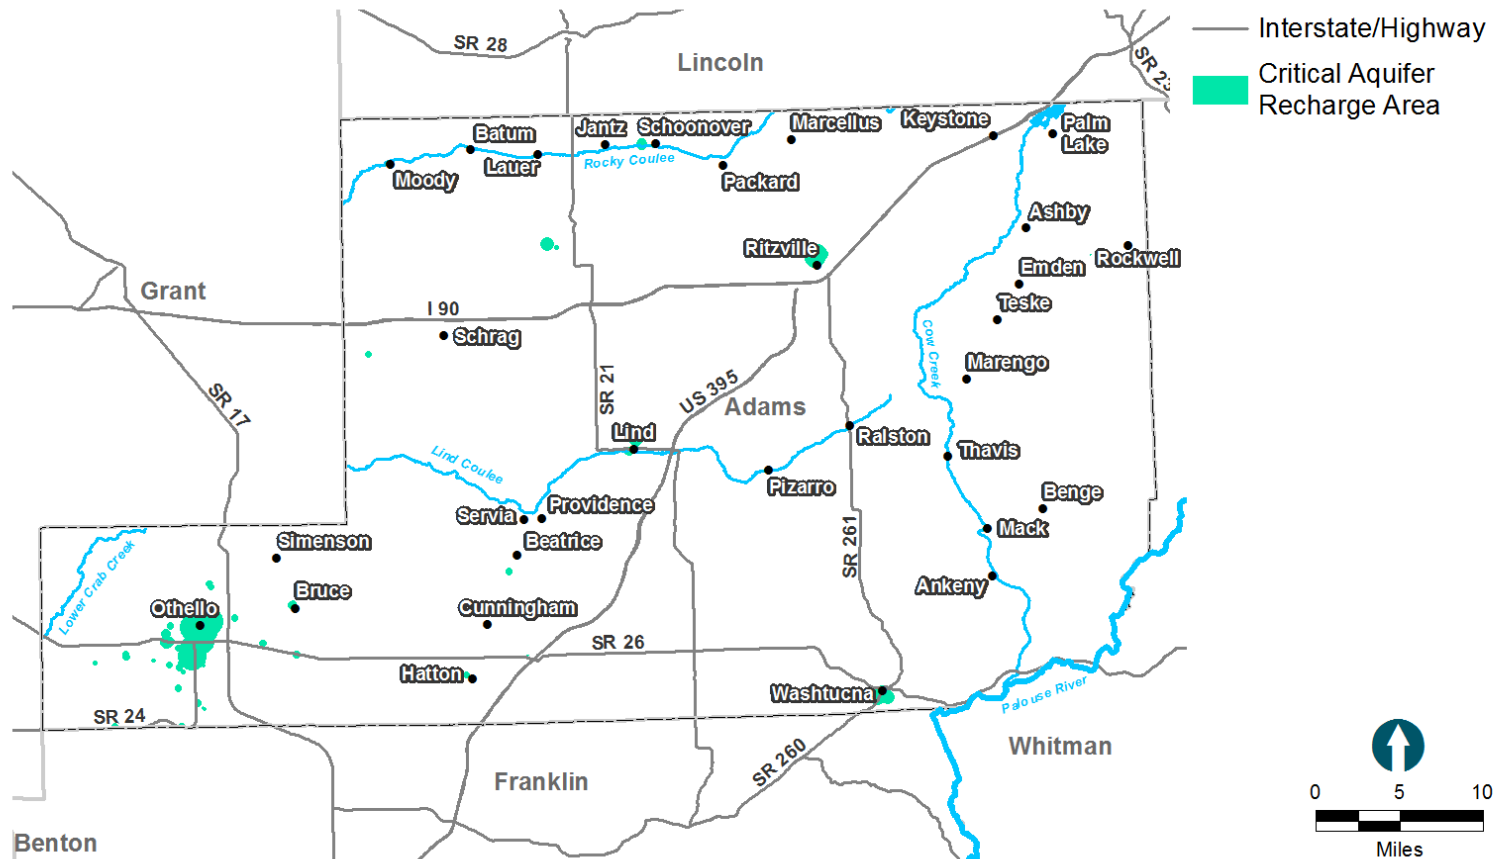 Interstate/Highway
Critical Aquifer
Recharge Area
SR 28
Lincoln
SR 23
Batum
Jantz
Schoonover
Marcellus
Keystone
Palm
Lake
Moody
Lauer
Rocky Coulee
Packard
Ashby
Ritzville
Rockwell
Emden
Grant
Teske
I 90
Schrag
Cow Creek
Marengo
SR 17
SR 21
US 395
Adams
Lind
Ralston
Lind Coulee
Thavis
Pizarro
Benge
Servia
Providence
Mack
Simenson
Beatrice
SR 261
Lower Crab Creek
Bruce
Ankeny
Othello
Cunningham
SR 26
Hatton
Washtucna
Palouse River
SR 24
Whitman
SR 260
Franklin
0
5
10
Miles
Benton